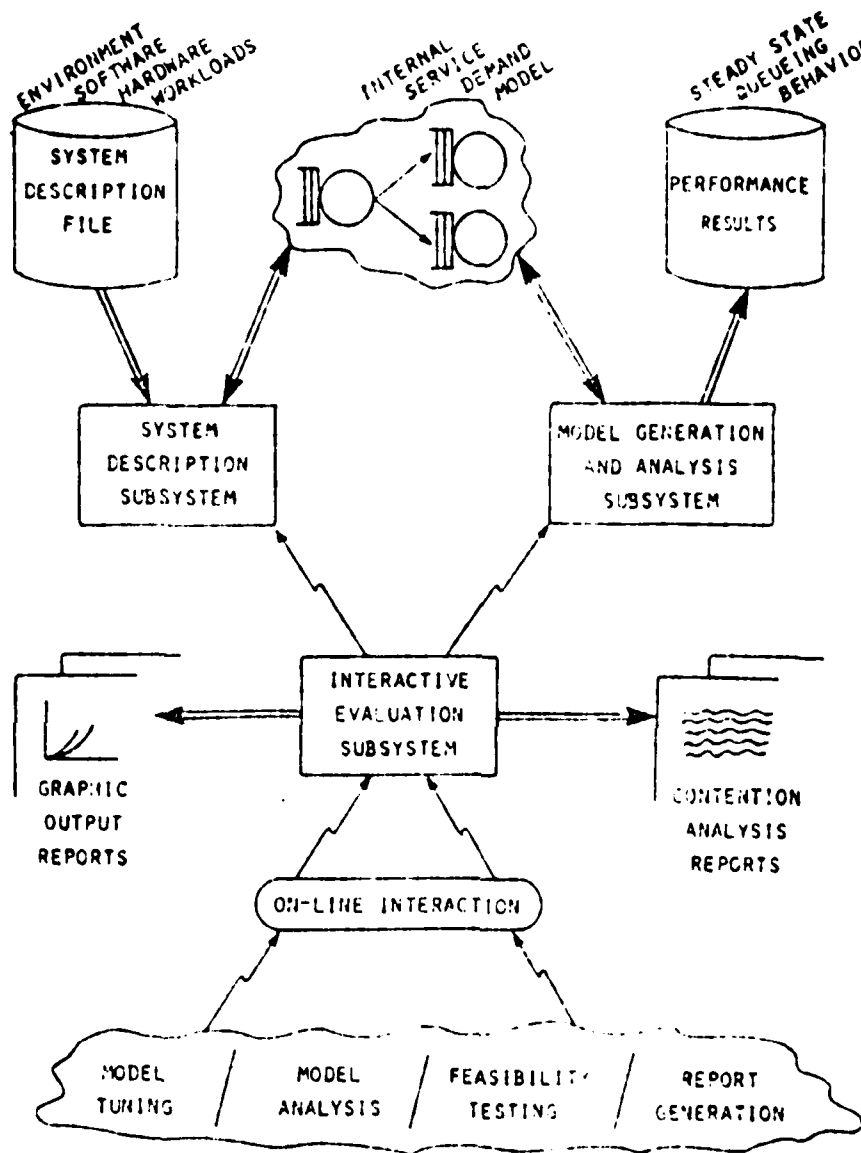 ENVIRONMENT
SOFTWARE
HARDWARE
WORKLOADS
SYSTEM
DESCRIPTION
FILE
INTERNAL
SERVICE
DEMAND
MODEL
STEADY STATE
QUEUEING
BEHAVIOR
PERFORMANCE
RESULTS
SYSTEM
DESCRIPTION
SUBSYSTEM
MODEL GENERATION
AND ANALYSIS
SUBSYSTEM
INTERACTIVE
EVALUATION
SUBSYSTEM
GRAPHIC
OUTPUT
REPORTS
CONTENTION
ANALYSIS
REPORTS
ON-LINE INTERACTION
MODEL
TUNING
MODEL
ANALYSIS
FEASIBILITY
TESTING
REPORT
GENERATION